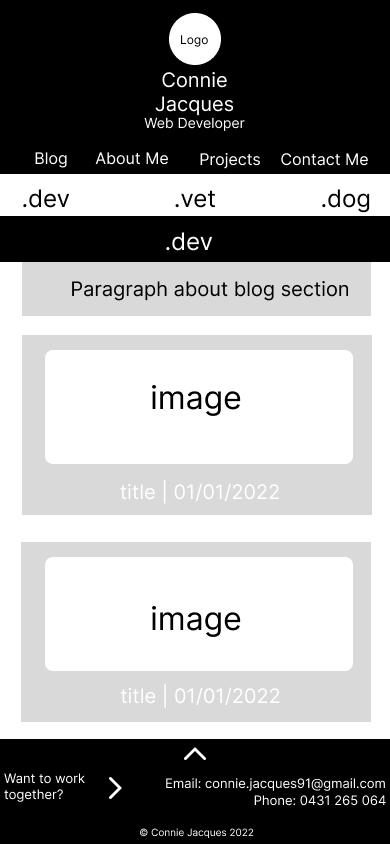 Logo
Connie
Jacques
Web Developer
Blog About Me Projects Contact Me
.dev .vet .dog
.dev
Paragraph about blog section
image
title | 01/01/2022
image
title | 01/01/2022
Want to work
together?
Email: connie.jacques91@gmail.com
Phone: 0431 265 064
© Connie Jacques 2022